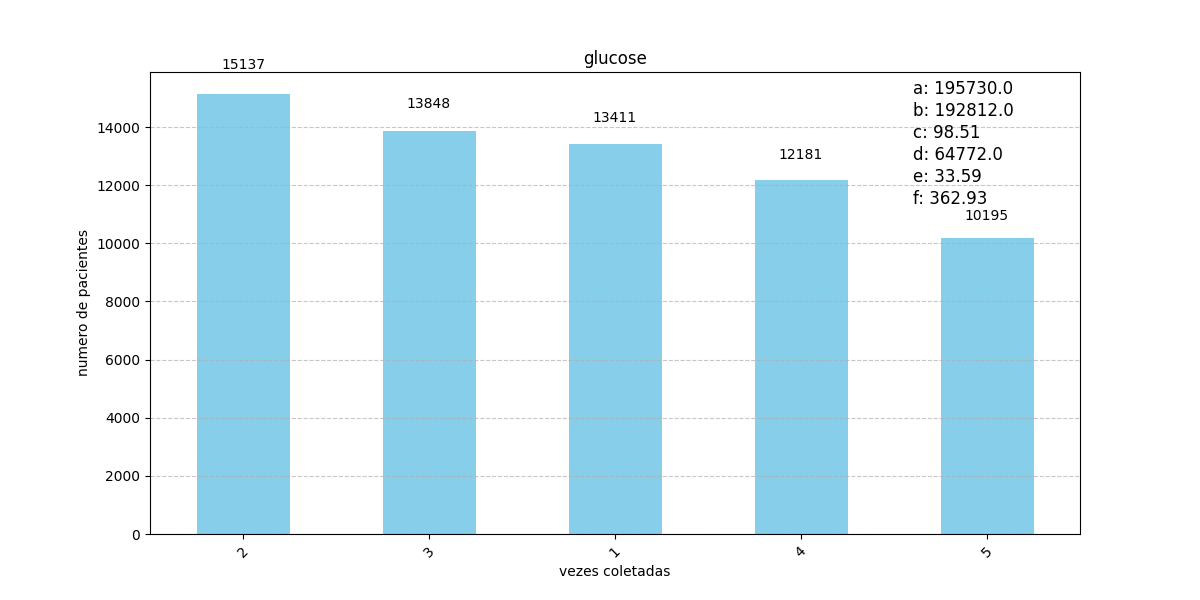 glucose
15137
13848
13411
12181
10195
a: 195730.0
b: 192812.0
c: 98.51
d: 64772.0
e: 33.59
f: 362.93
numero de pacientes
14000
12000
10000
8000
6000
4000
2000
0
2
3
1
4
5
vezes coletadas